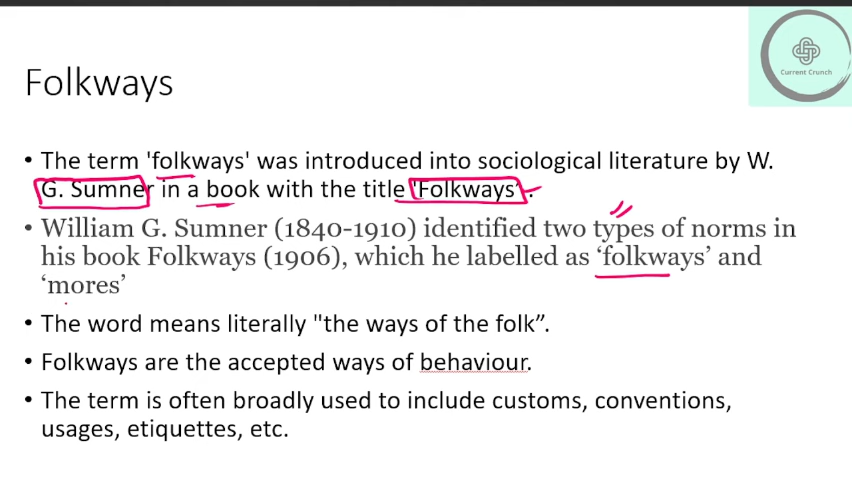 Current Crunch
Folkways
• The term 'folkways' was introduced into sociological literature by W.
G. Sumner in a book with the title 'Folkways'.
• William G. Sumner (1840-1910) identified two types of norms in
his book Folkways (1906), which he labelled as ‘folkways’ and
‘mores’
• The word means literally "the ways of the folk”.
• Folkways are the accepted ways of behaviour.
• The term is often broadly used to include customs, conventions,
usages, etiquettes, etc.